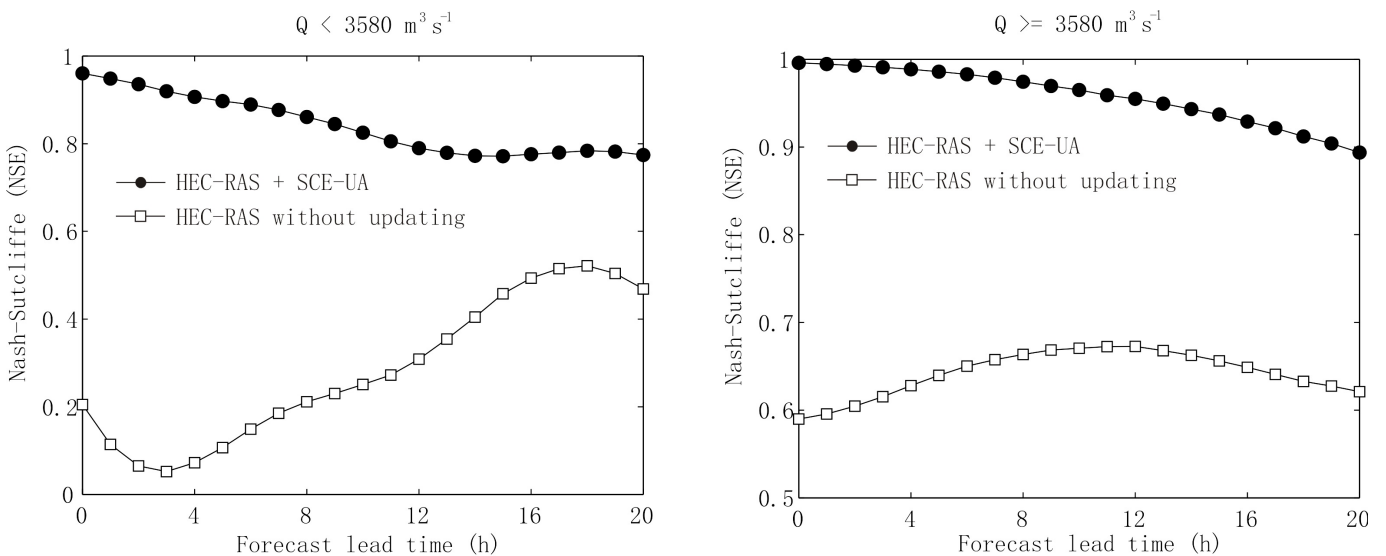 Q < 3580 m³s⁻¹
1
0.8
0.6
0.4
0.2
0
Nash-Sutcliffe (NSE)
HEC-RAS + SCE-UA
HEC-RAS without updating
0 4 8 12 16 20
Forecast lead time (h)
Q >= 3580 m³s⁻¹
1
0.9
0.8
0.7
0.6
0.5
Nash-Sutcliffe (NSE)
HEC-RAS + SCE-UA
HEC-RAS without updating
0 4 8 12 16 20
Forecast lead time (h)